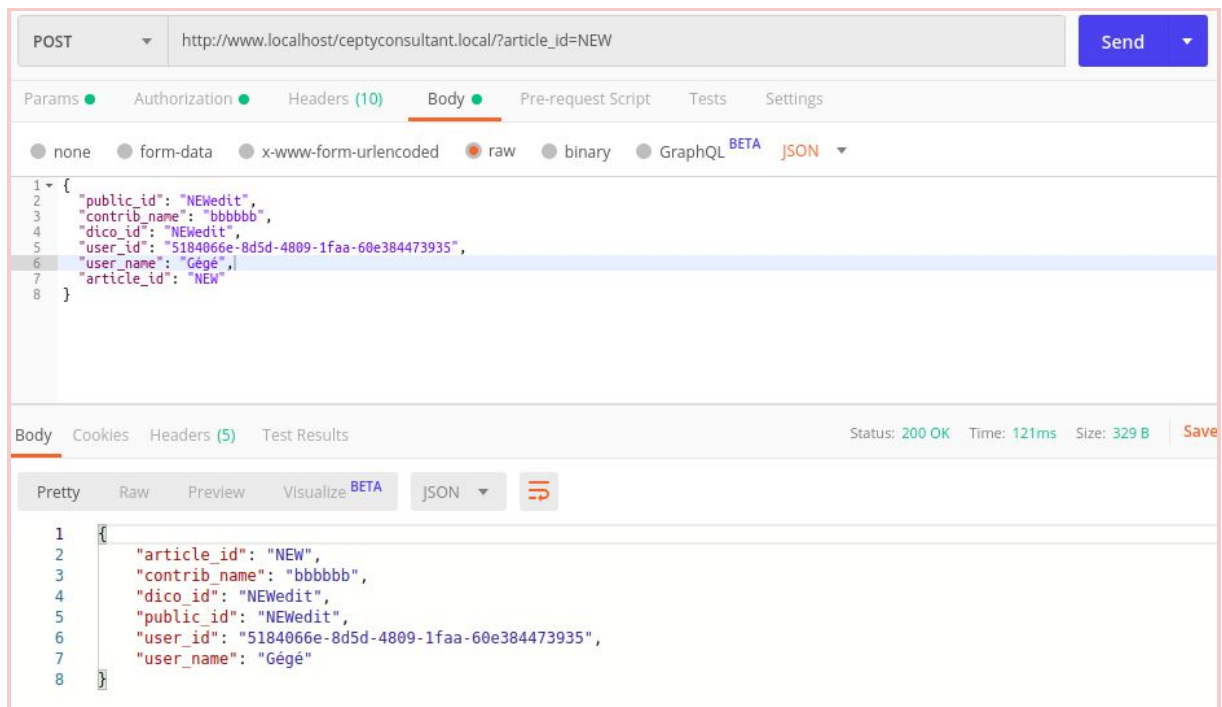 POST http://www.localhost/ceptyconsultant.local/?article_id=NEW Send
Params Authorization Headers (10) Body Pre-request Script Tests Settings
none form-data x-www-form-urlencoded raw binary GraphQL BETA JSON
1 {
2 "public_id": "NEWedit",
3 "contrib_name": "bbbbbb",
4 "dico_id": "NEWedit",
5 "user_id": "5184066e-8d5d-4809-1faa-60e384473935",
6 "user_name": "Gégé",
7 "article_id": "NEW"
8 }
Body Cookies Headers (5) Test Results Status: 200 OK Time: 121ms Size: 329 B Save
Pretty Raw Preview Visualize BETA JSON
1 {
2 "article_id": "NEW",
3 "contrib_name": "bbbbbb",
4 "dico_id": "NEWedit",
5 "public_id": "NEWedit",
6 "user_id": "5184066e-8d5d-4809-1faa-60e384473935",
7 "user_name": "Gégé"
8 }